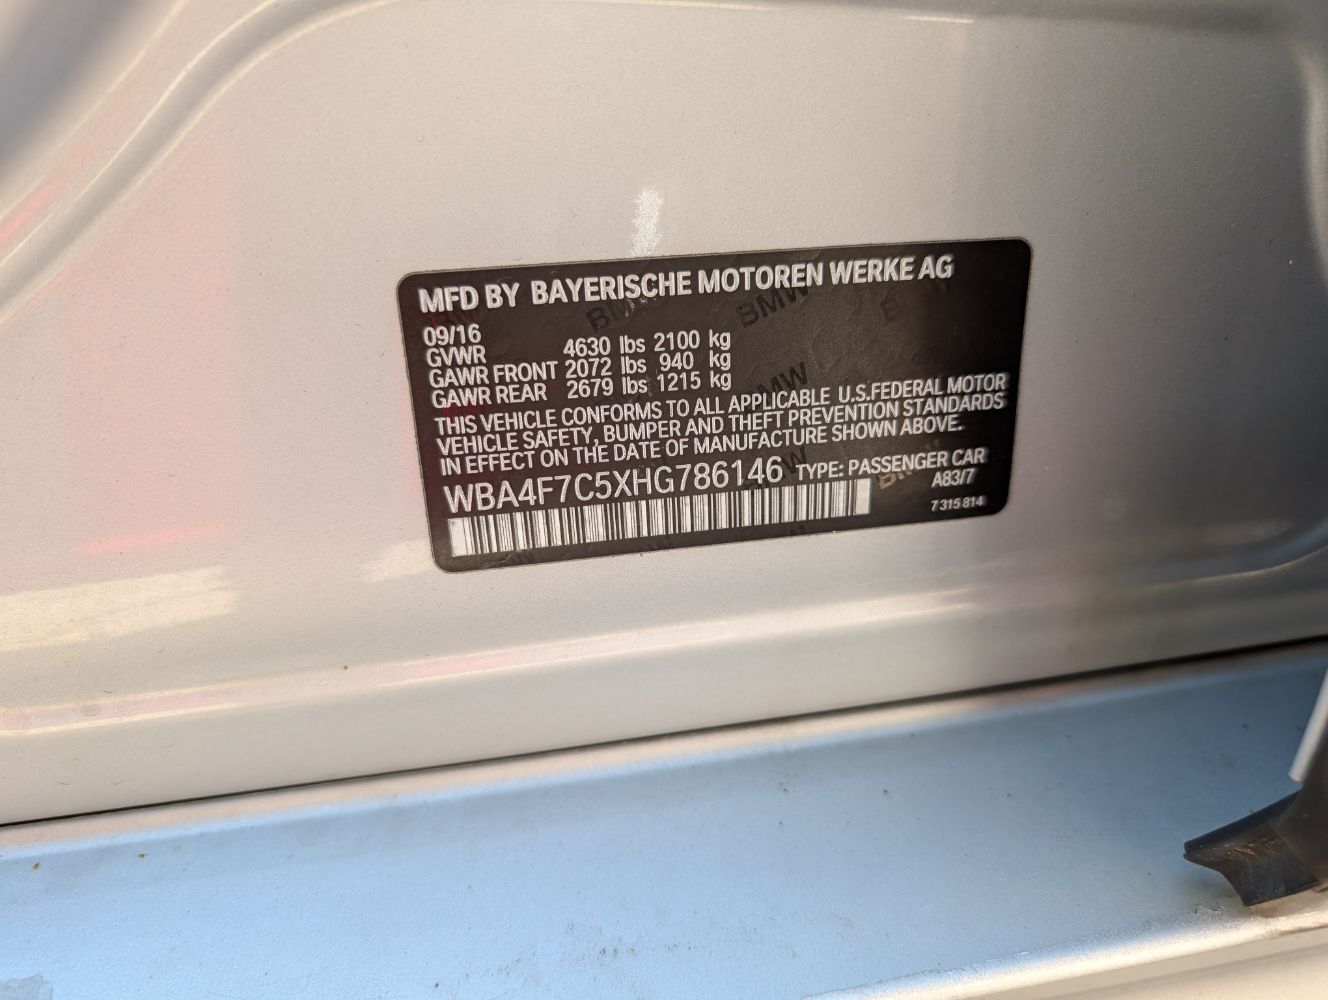 MFD BY BAYERISCHE MOTOREN WERKE AG
09/16
GVWR 4630 lbs 2100 kg
GAWR FRONT 2072 lbs 940 kg
GAWR REAR 2679 lbs 1215 kg
THIS VEHICLE CONFORMS TO ALL APPLICABLE U.S.FEDERAL MOTOR
VEHICLE SAFETY, BUMPER AND THEFT PREVENTION STANDARDS
IN EFFECT ON THE DATE OF MANUFACTURE SHOWN ABOVE.
WBA4F7C5XHG786146 TYPE: PASSENGER CAR
A83/7
7 315 814
BMW
BMW
BMW